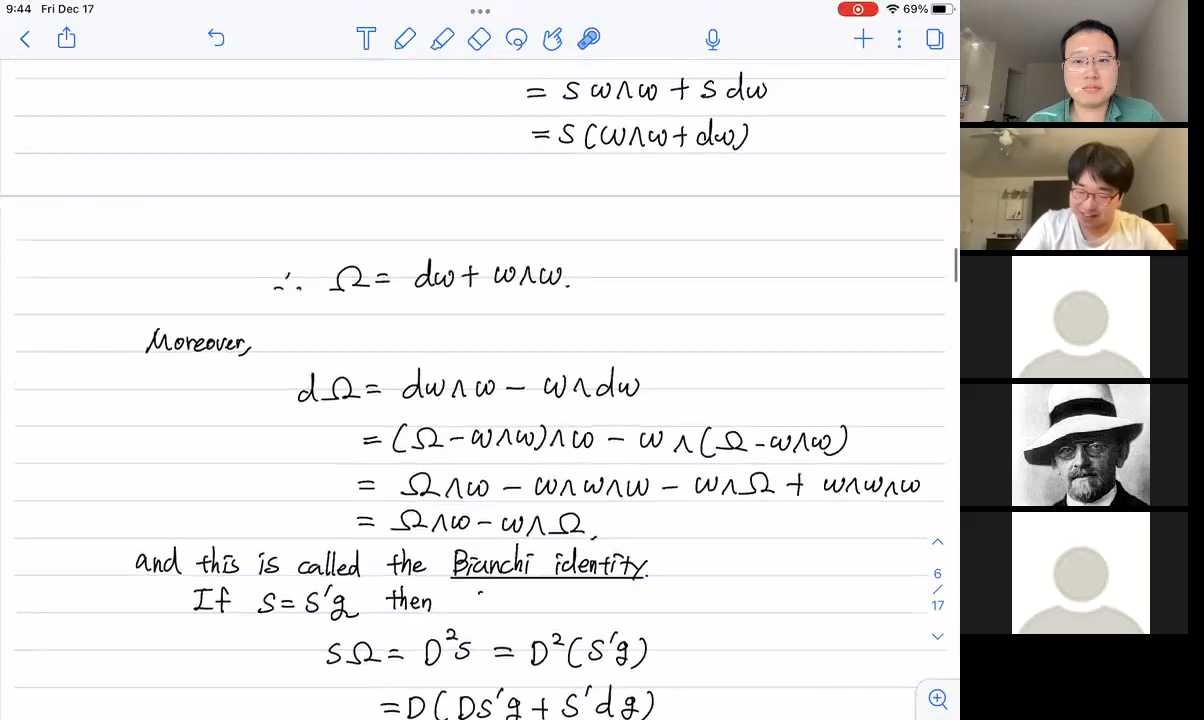 9:44 Fri Dec 17
69%
= s ω∧ω + s dω
= s(ω∧ω + dω)
∴ Ω = dω + ω∧ω.
Moreover,
dΩ = dω∧ω − ω∧dω
= (Ω − ω∧ω)∧ω − ω∧(Ω − ω∧ω)
= Ω∧ω − ω∧ω∧ω − ω∧Ω + ω∧ω∧ω
= Ω∧ω − ω∧Ω,
and this is called the Bianchi identity.
If s = s'g then
sΩ = D²s = D²(s'g)
= D(Ds'g + s'dg)
6
/
17